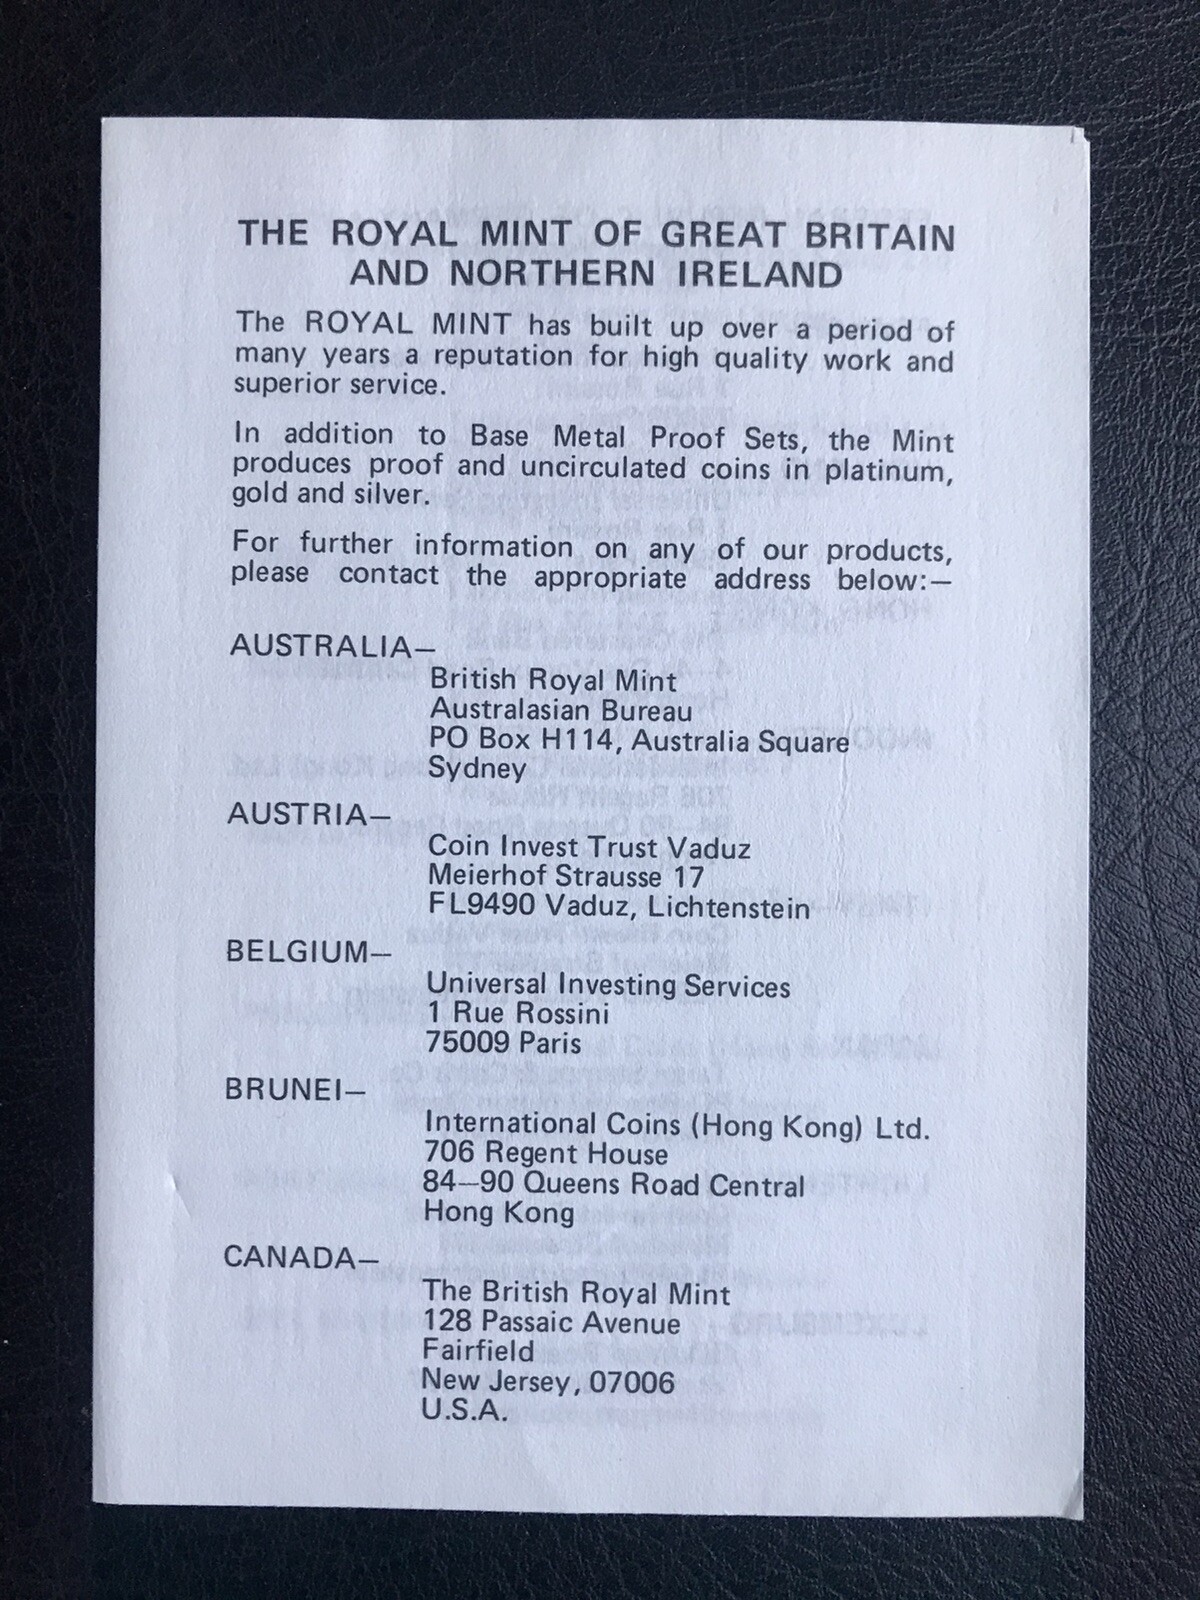 THE ROYAL MINT OF GREAT BRITAIN
AND NORTHERN IRELAND
The ROYAL MINT has built up over a period of
many years a reputation for high quality work and
superior service.
In addition to Base Metal Proof Sets, the Mint
produces proof and uncirculated coins in platinum,
gold and silver.
For further information on any of our products,
please contact the appropriate address below:—
AUSTRALIA—
British Royal Mint
Australasian Bureau
PO Box H114, Australia Square
Sydney
AUSTRIA—
Coin Invest Trust Vaduz
Meierhof Strausse 17
FL9490 Vaduz, Lichtenstein
BELGIUM—
Universal Investing Services
1 Rue Rossini
75009 Paris
BRUNEI—
International Coins (Hong Kong) Ltd.
706 Regent House
84—90 Queens Road Central
Hong Kong
CANADA—
The British Royal Mint
128 Passaic Avenue
Fairfield
New Jersey, 07006
U.S.A.